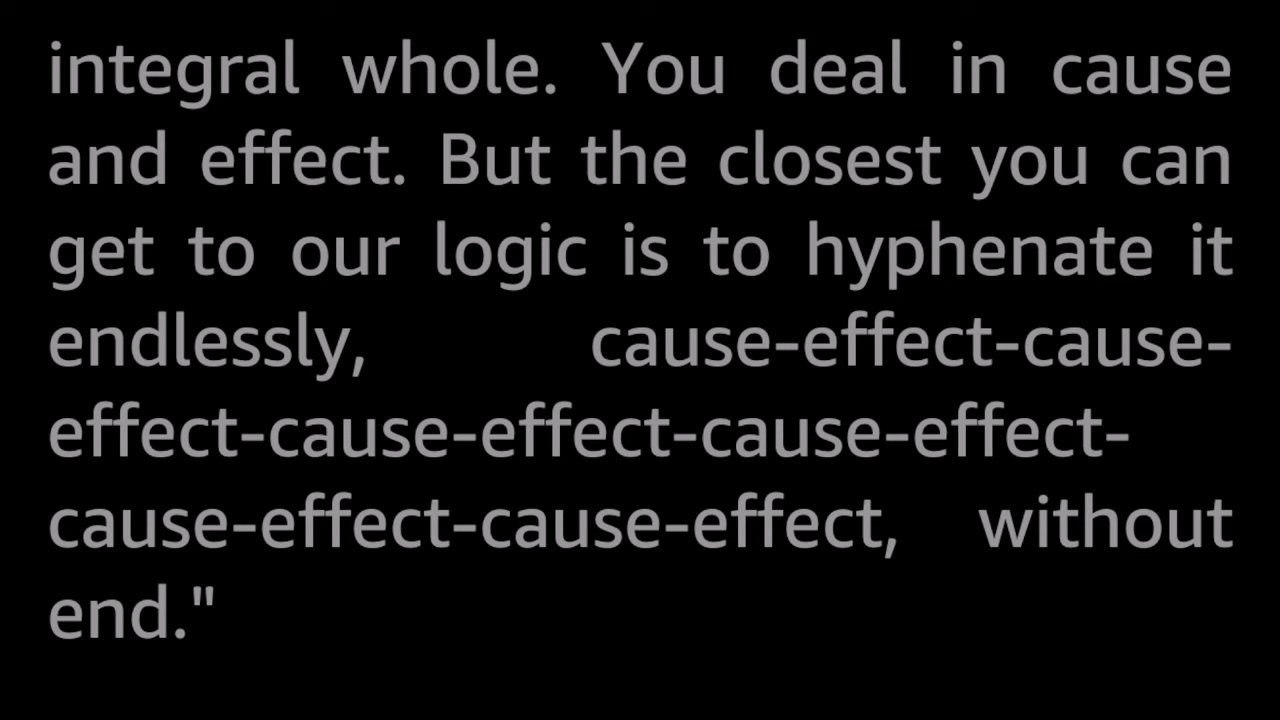 integral whole. You deal in cause
and effect. But the closest you can
get to our logic is to hyphenate it
endlessly, cause-effect-cause-
effect-cause-effect-cause-effect-
cause-effect-cause-effect, without
end."